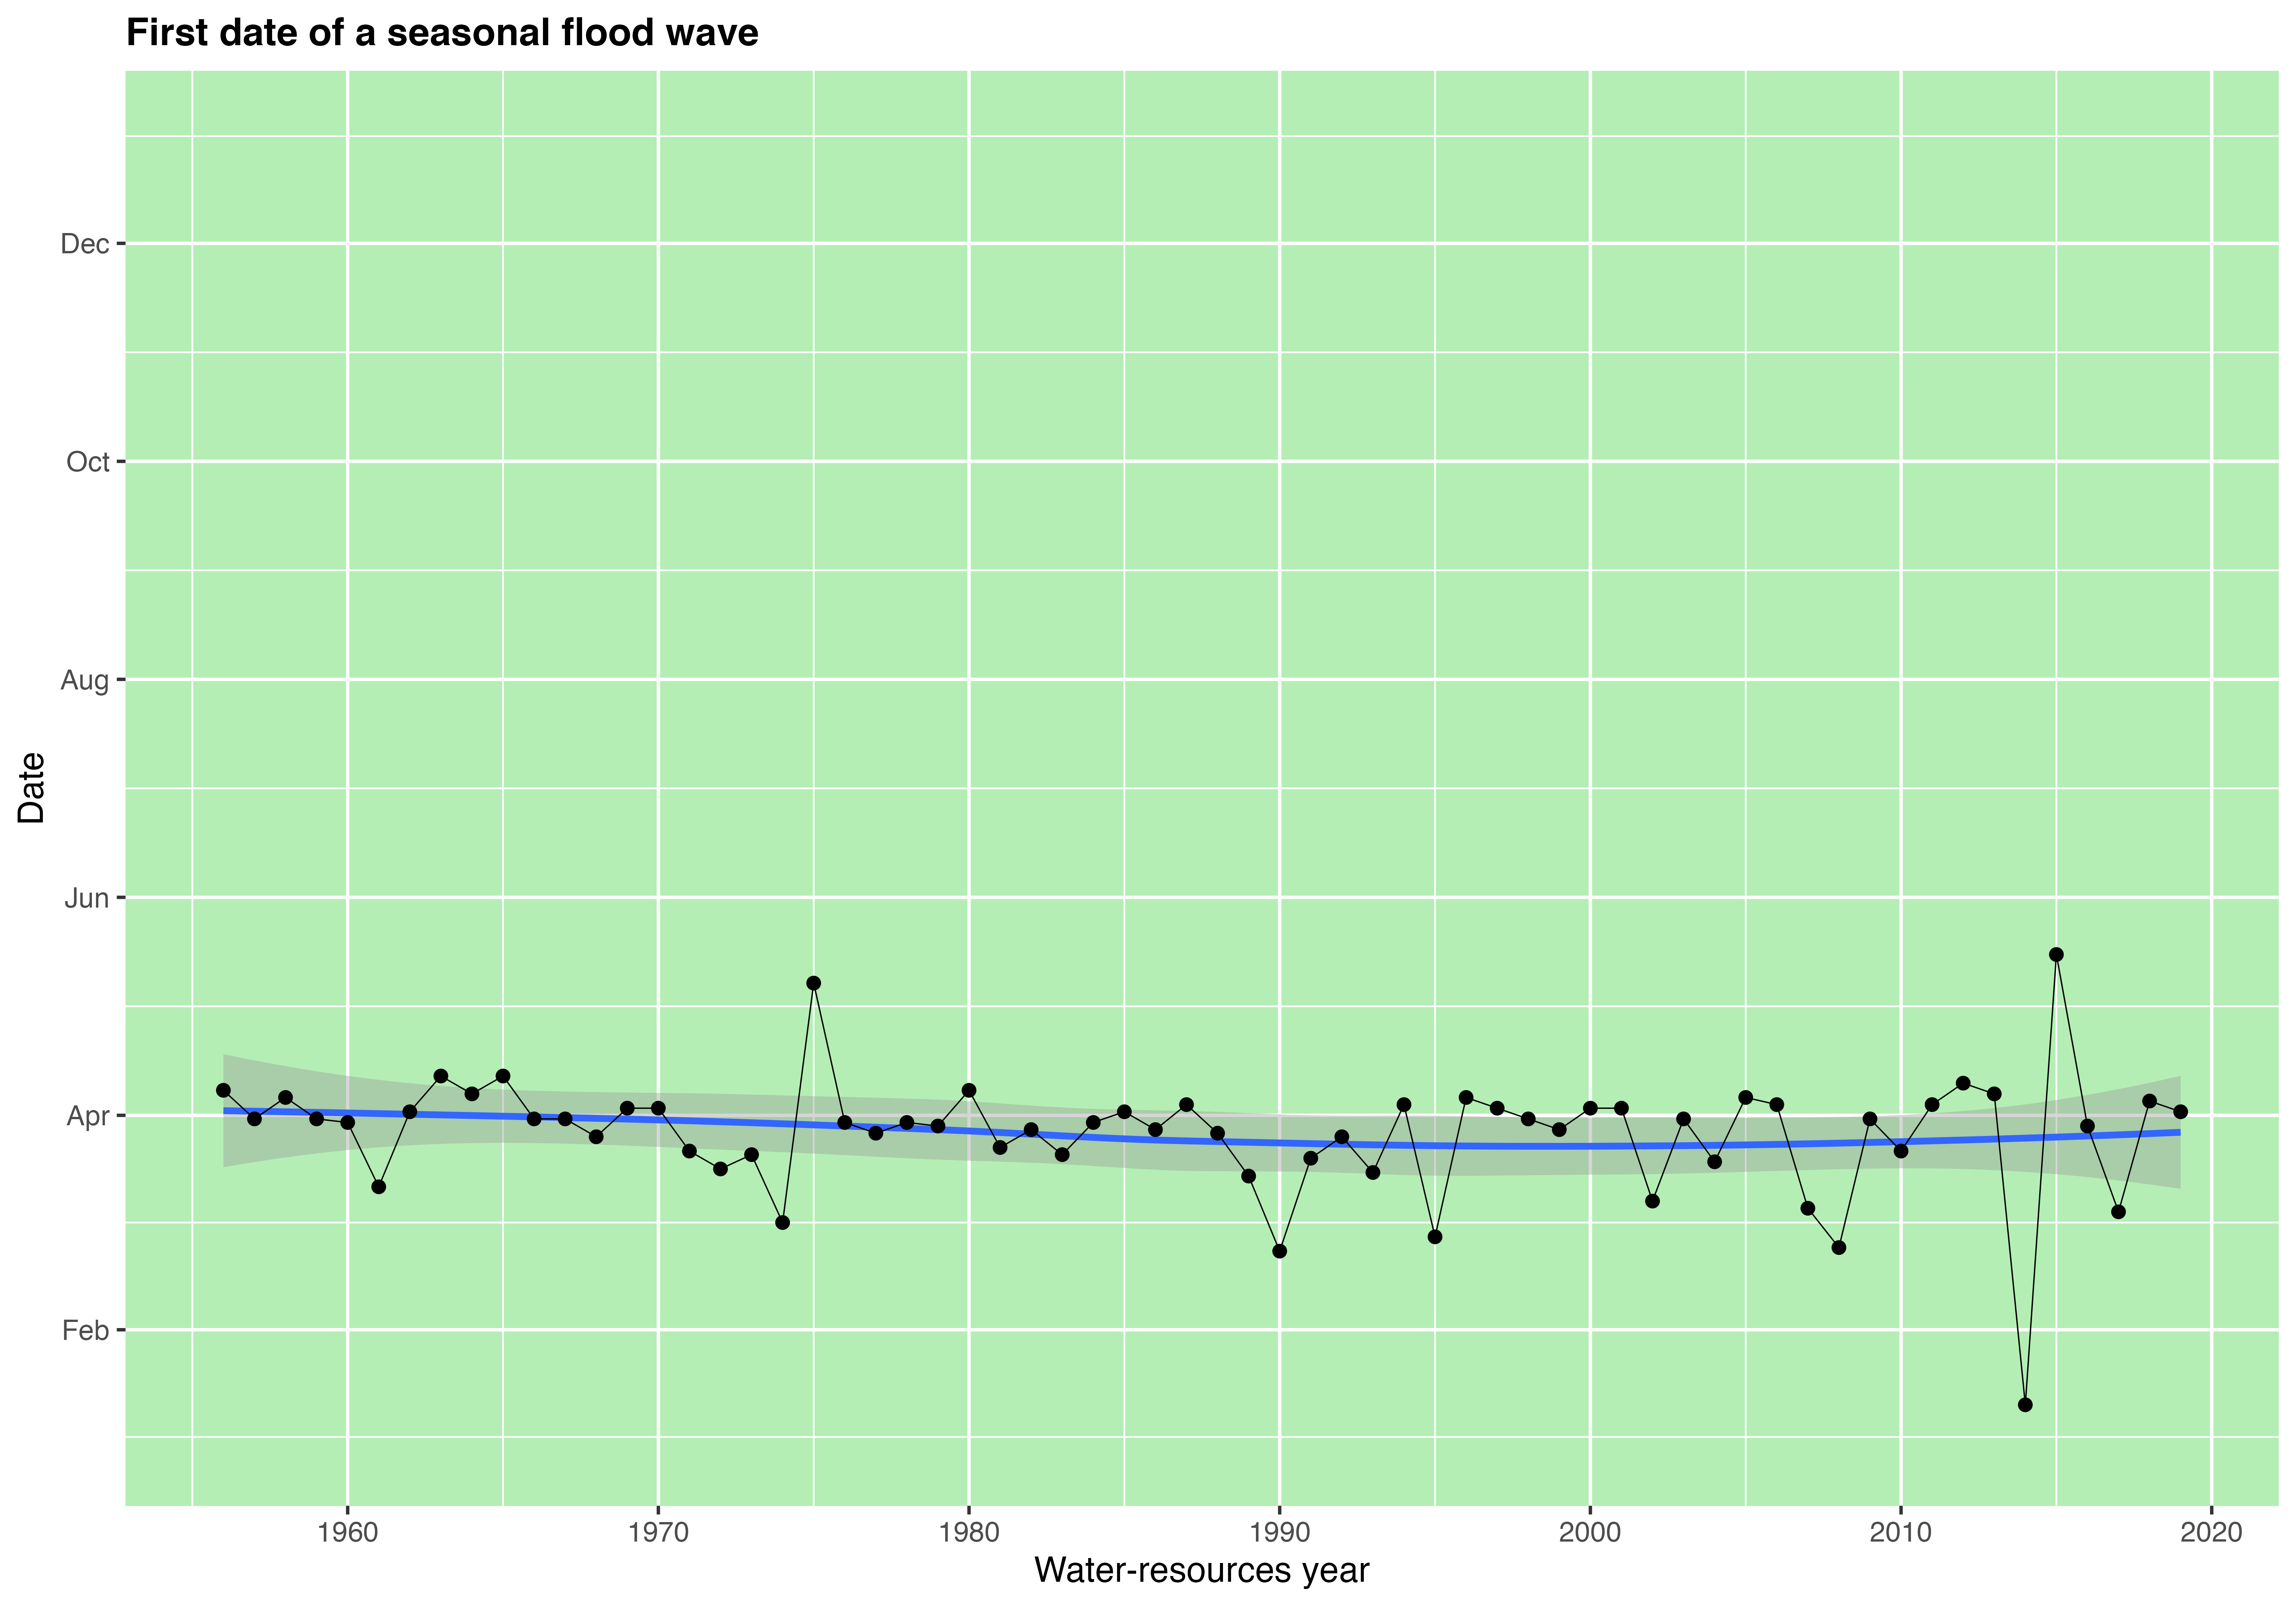 First date of a seasonal flood wave
Date
Dec
Oct
Aug
Jun
Apr
Feb
1960 1970 1980 1990 2000 2010 2020
Water-resources year